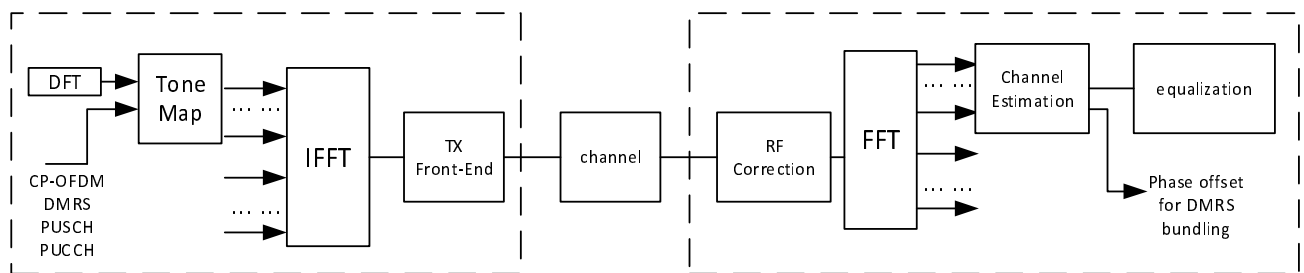 DFT
Tone
Map
CP-OFDM
DMRS
PUSCH
PUCCH
... ...
... ...
IFFT
TX
Front-End
channel
RF
Correction
FFT
... ...
... ...
Channel
Estimation
equalization
Phase offset
for DMRS
bundling